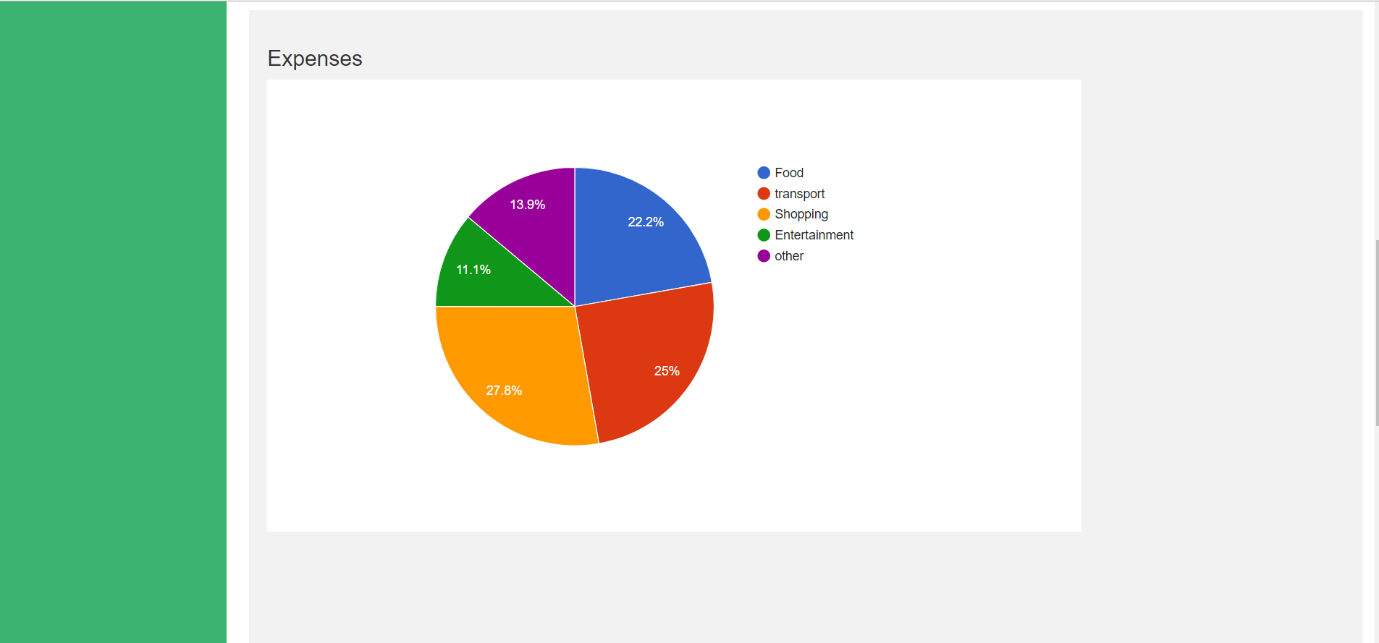 Expenses
Food
transport
Shopping
Entertainment
other
13.9%
22.2%
11.1%
25%
27.8%